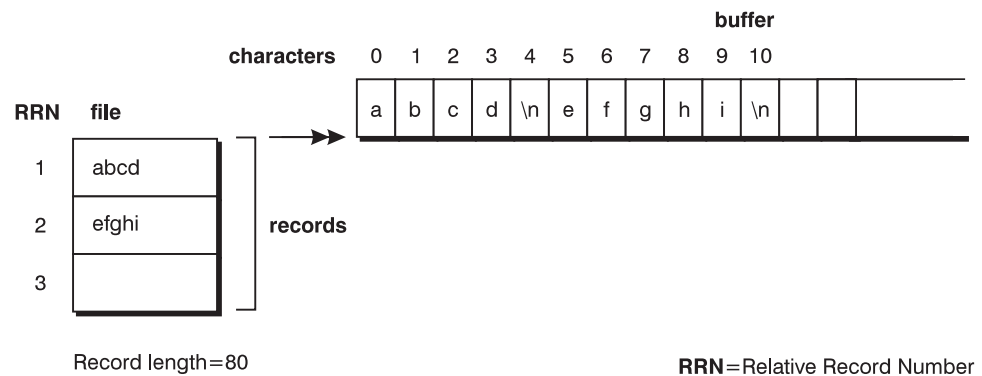 buffer
characters 0 1 2 3 4 5 6 7 8 9 10
a b c d \n e f g h i \n
RRN file
1 abcd
2 efghi
records
3
Record length=80
RRN=Relative Record Number